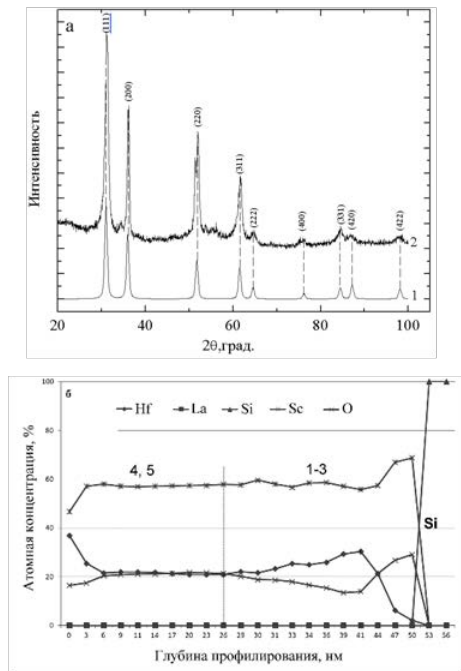 а
(111)
(200)
(220)
(311)
(222)
(400)
(331)
(420)
(422)
Интенсивность
2
1
20 40 60 80 100
2θ,град.
б
Hf La Si Sc O
100
80
60
40
20
0
4, 5
1-3
Si
Атомная концентрация, %
0 3 6 9 11 14 17 20 23 26 28 30 31 33 34 36 39 41 44 47 50 53 56
Глубина профилирования, нм